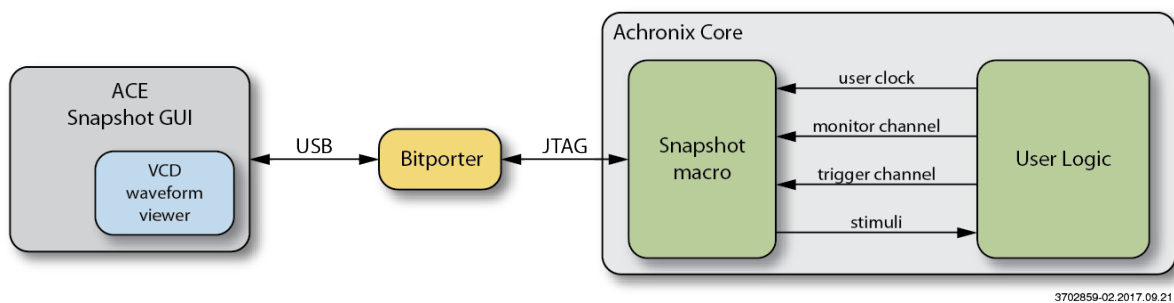 ACE
Snapshot GUI
VCD
waveform
viewer
USB
Bitporter
JTAG
Achronix Core
Snapshot
macro
user clock
monitor channel
trigger channel
stimuli
User Logic
3702859-02.2017.09.21